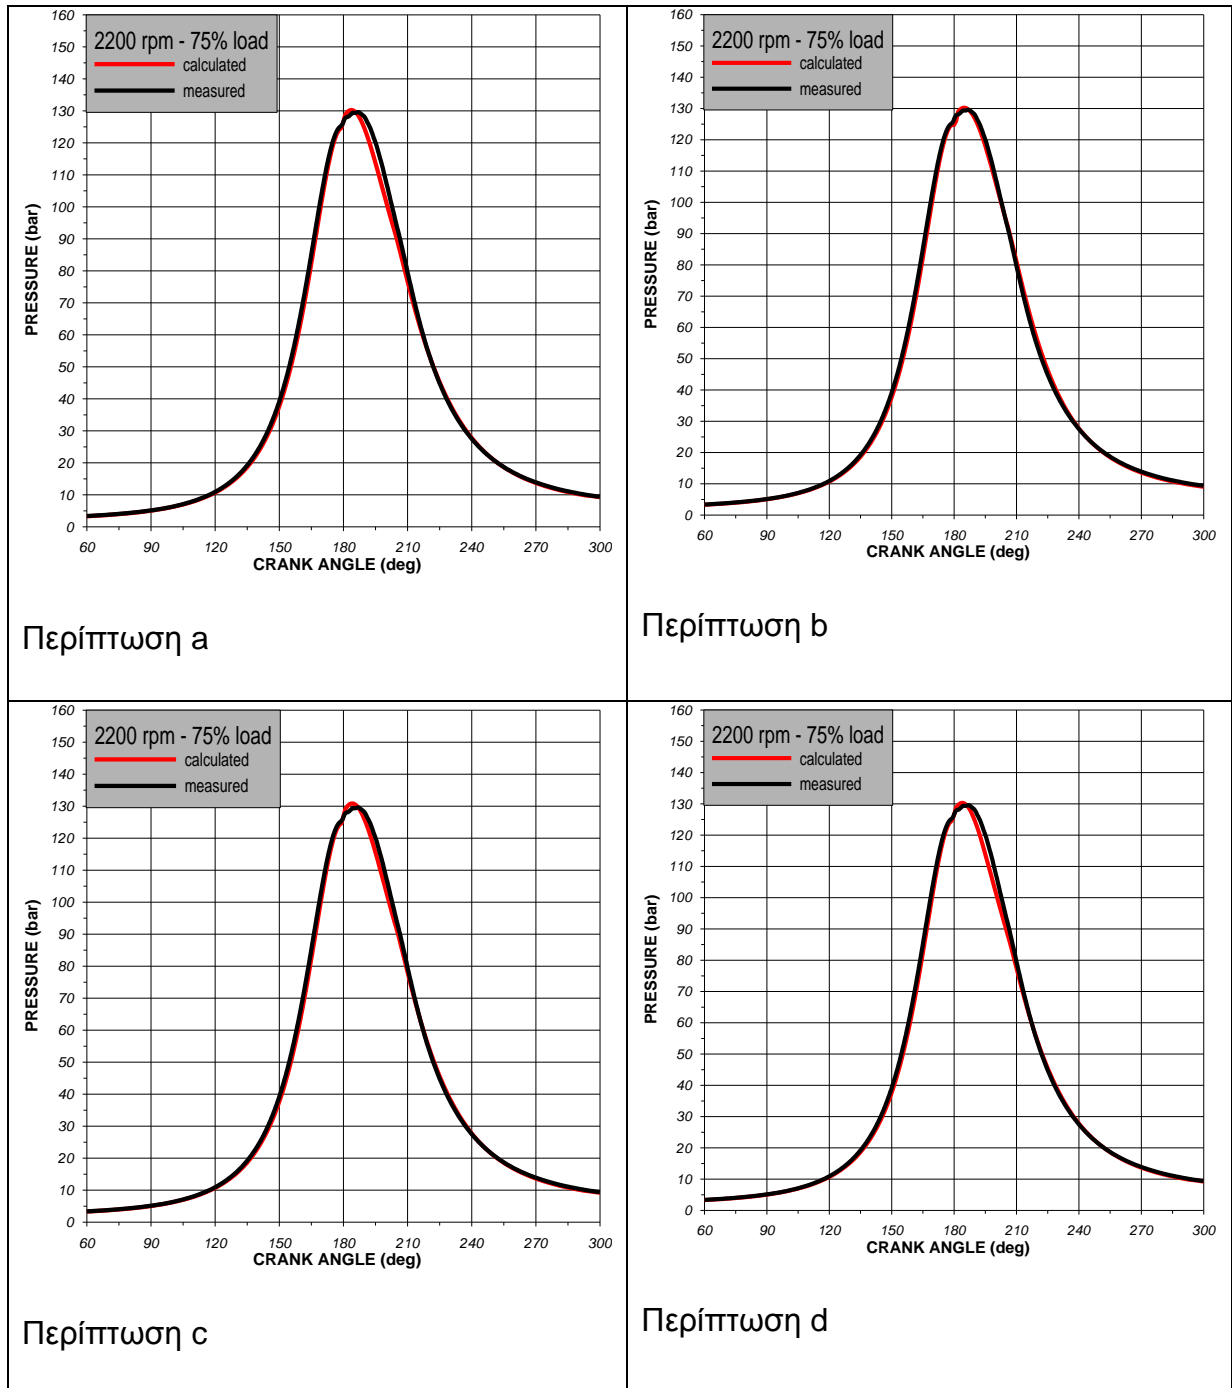 160
150
140
130
120
110
100
90
80
70
60
50
40
30
20
10
0
PRESSURE (bar)
2200 rpm - 75% load
calculated
measured
60 90 120 150 180 210 240 270 300
CRANK ANGLE (deg)
Περίπτωση a
160
150
140
130
120
110
100
90
80
70
60
50
40
30
20
10
0
PRESSURE (bar)
2200 rpm - 75% load
calculated
measured
60 90 120 150 180 210 240 270 300
CRANK ANGLE (deg)
Περίπτωση b
160
150
140
130
120
110
100
90
80
70
60
50
40
30
20
10
0
PRESSURE (bar)
2200 rpm - 75% load
calculated
measured
60 90 120 150 180 210 240 270 300
CRANK ANGLE (deg)
Περίπτωση c
160
150
140
130
120
110
100
90
80
70
60
50
40
30
20
10
0
PRESSURE (bar)
2200 rpm - 75% load
calculated
measured
60 90 120 150 180 210 240 270 300
CRANK ANGLE (deg)
Περίπτωση d